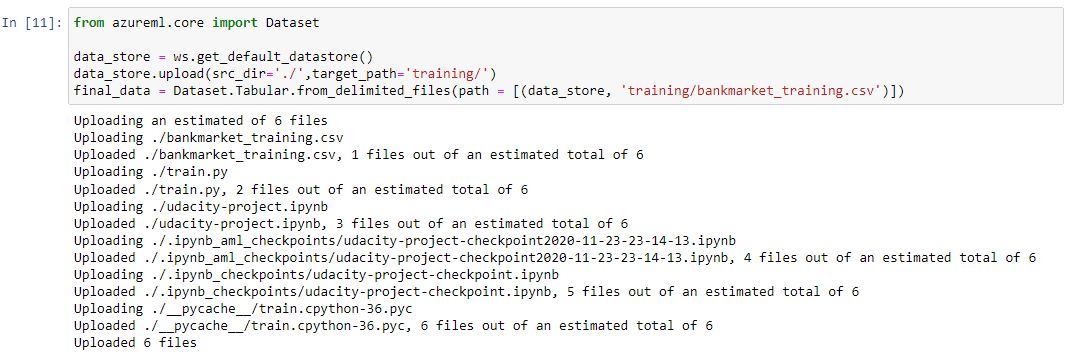 In [11]: from azureml.core import Dataset
data_store = ws.get_default_datastore()
data_store.upload(src_dir='./',target_path='training/')
final_data = Dataset.Tabular.from_delimited_files(path = [(data_store, 'training/bankmarket_training.csv')])
Uploading an estimated of 6 files
Uploading ./bankmarket_training.csv
Uploaded ./bankmarket_training.csv, 1 files out of an estimated total of 6
Uploading ./train.py
Uploaded ./train.py, 2 files out of an estimated total of 6
Uploading ./udacity-project.ipynb
Uploaded ./udacity-project.ipynb, 3 files out of an estimated total of 6
Uploading ./.ipynb_aml_checkpoints/udacity-project-checkpoint2020-11-23-23-14-13.ipynb
Uploaded ./.ipynb_aml_checkpoints/udacity-project-checkpoint2020-11-23-23-14-13.ipynb, 4 files out of an estimated total of 6
Uploading ./.ipynb_checkpoints/udacity-project-checkpoint.ipynb
Uploaded ./.ipynb_checkpoints/udacity-project-checkpoint.ipynb, 5 files out of an estimated total of 6
Uploading ./__pycache__/train.cpython-36.pyc
Uploaded ./__pycache__/train.cpython-36.pyc, 6 files out of an estimated total of 6
Uploaded 6 files